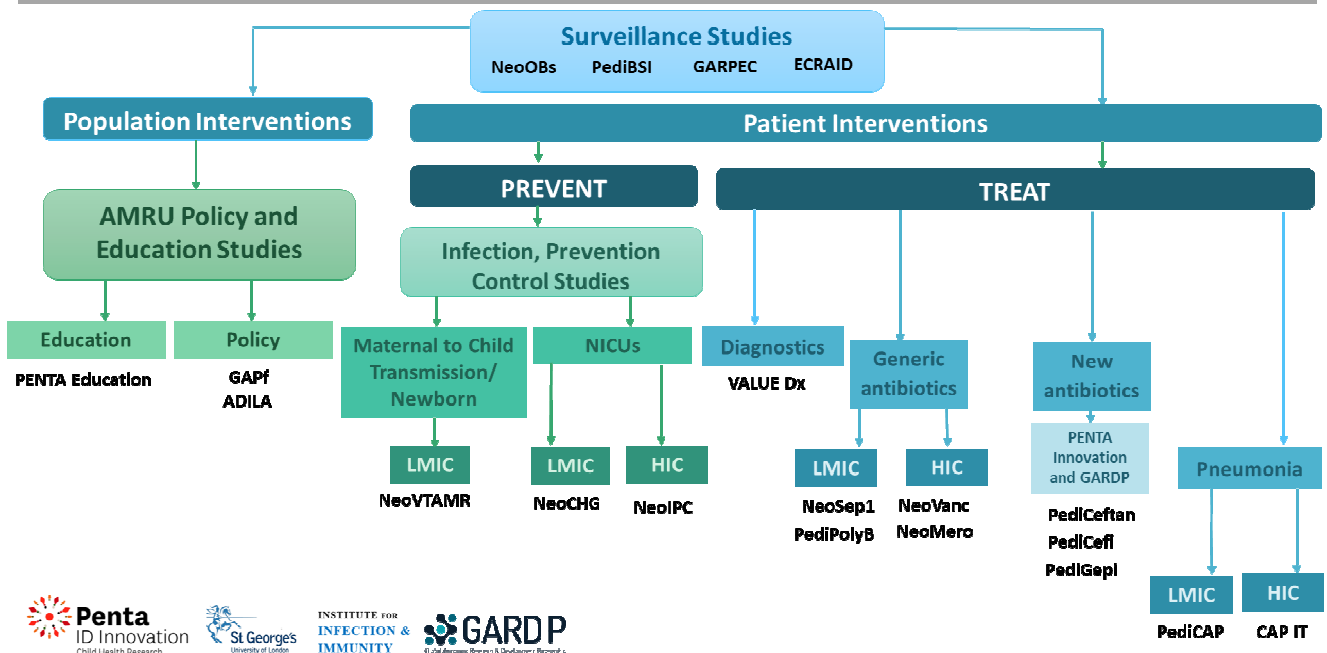 Surveillance Studies
NeoOBs PediBSI GARPEC ECRAID
Population Interventions
Patient Interventions
PREVENT
TREAT
AMRU Policy and
Education Studies
Infection, Prevention
Control Studies
Education
PENTA Education
Policy
GAPf
ADILA
Maternal to Child
Transmission/
Newborn
LMIC
NeoVTAMR
NICUs
LMIC
NeoCHG
HIC
NeoIPC
Diagnostics
VALUE Dx
Generic
antibiotics
LMIC
NeoSep1
PediPolyB
HIC
NeoVanc
NeoMero
New
antibiotics
PENTA
Innovation
and GARDP
PediCeftan
PediCefi
PediGepi
Pneumonia
LMIC
PediCAP
HIC
CAP IT
Penta
ID Innovation
Child Health Research
St George's
University of London
INSTITUTE FOR
INFECTION &
IMMUNITY
GARDP